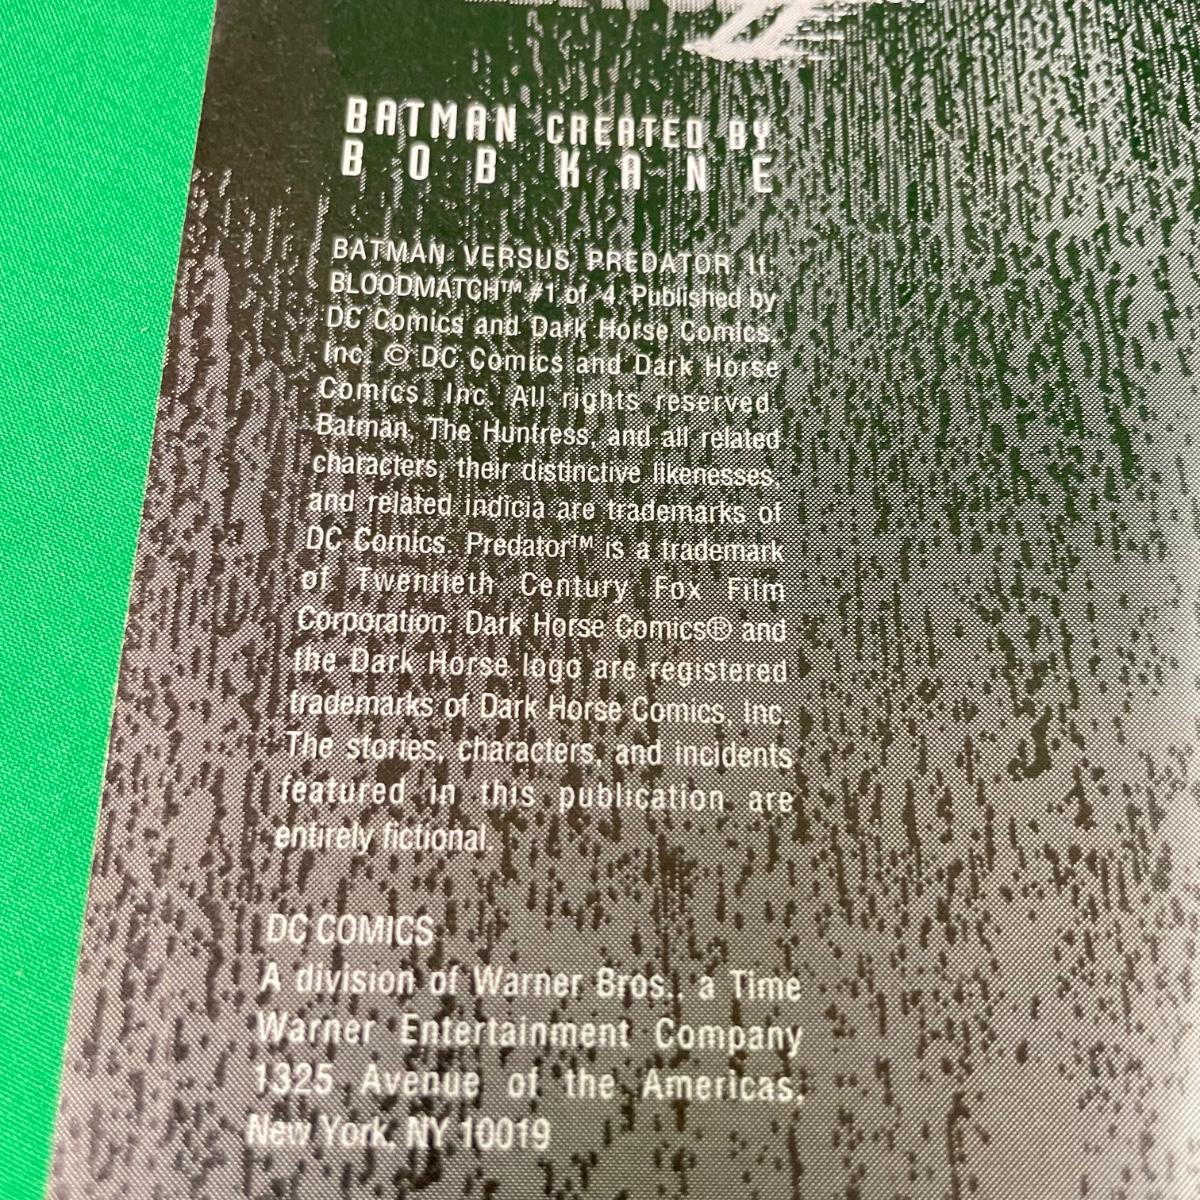 BATMAN CREATED BY
BOB KANE
BATMAN VERSUS PREDATOR II:
BLOODMATCH™ #1 of 4. Published by
DC Comics and Dark Horse Comics,
Inc. © DC Comics and Dark Horse
Comics, Inc. All rights reserved.
Batman, The Huntress, and all related
characters, their distinctive likenesses,
and related indicia are trademarks of
DC Comics. Predator™ is a trademark
of Twentieth Century Fox Film
Corporation. Dark Horse Comics® and
the Dark Horse logo are registered
trademarks of Dark Horse Comics, Inc.
The stories, characters, and incidents
featured in this publication are
entirely fictional.
DC COMICS
A division of Warner Bros., a Time
Warner Entertainment Company
1325 Avenue of the Americas,
New York, NY 10019